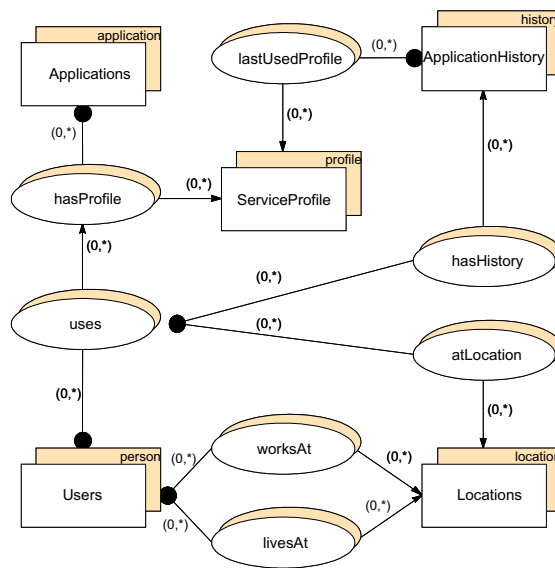 application
history
Applications
lastUsedProfile
(0,*)
ApplicationHistory
(0,*)
(0,*)
profile
hasProfile
(0,*)
ServiceProfile
(0,*)
(0,*)
(0,*)
hasHistory
uses
(0,*)
atLocation
(0,*)
(0,*)
person
worksAt
location
(0,*)
(0,*)
Users
Locations
(0,*)
(0,*)
livesAt